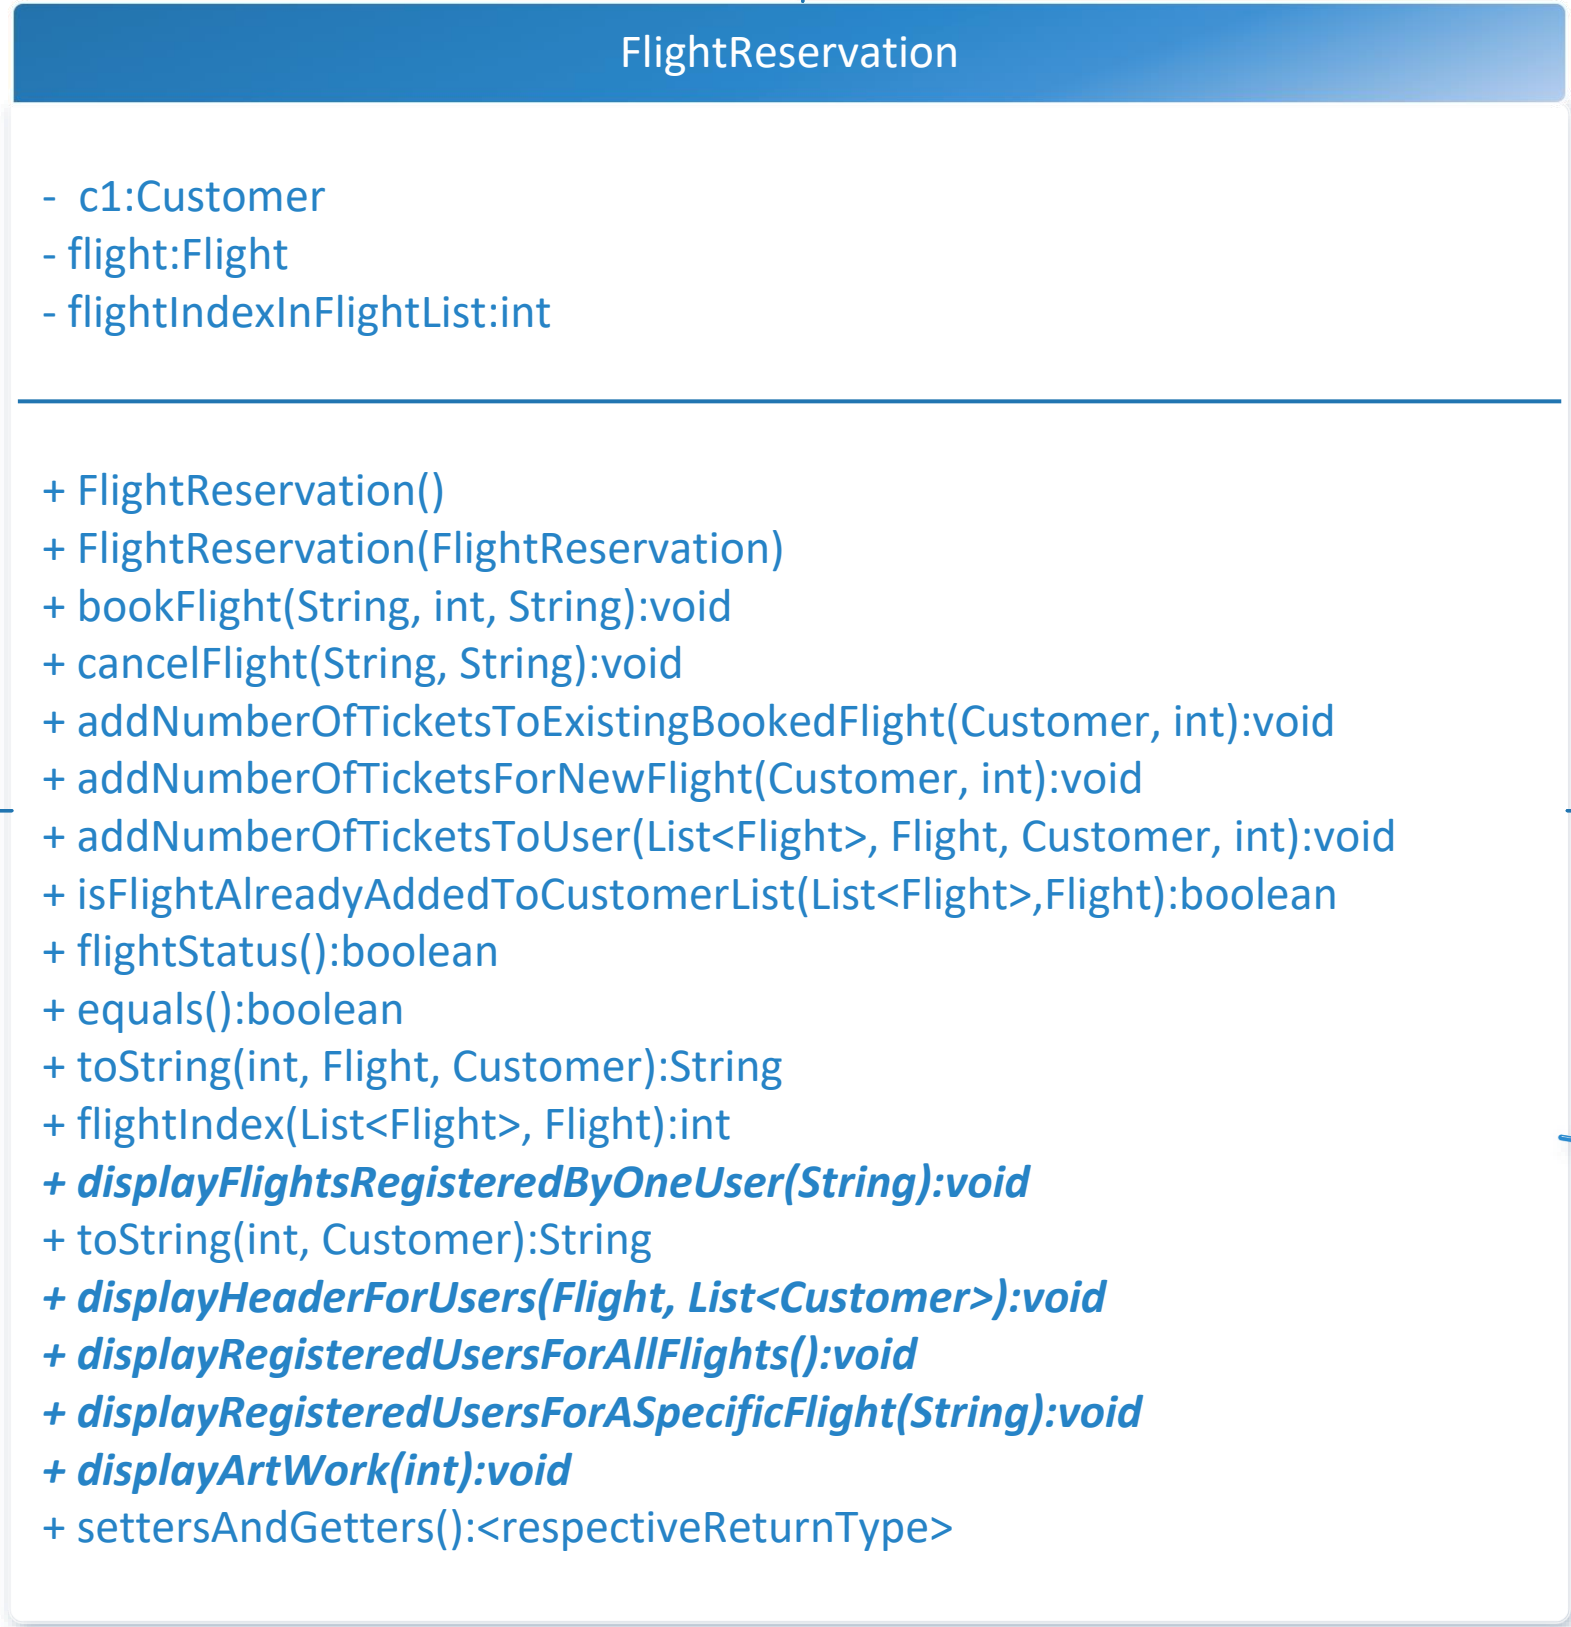 FlightReservation
- c1:Customer
- flight:Flight
- flightIndexInFlightList:int
+ FlightReservation()
+ FlightReservation(FlightReservation)
+ bookFlight(String, int, String):void
+ cancelFlight(String, String):void
+ addNumberOfTicketsToExistingBookedFlight(Customer, int):void
+ addNumberOfTicketsForNewFlight(Customer, int):void
+ addNumberOfTicketsToUser(List<Flight>, Flight, Customer, int):void
+ isFlightAlreadyAddedToCustomerList(List<Flight>,Flight):boolean
+ flightStatus():boolean
+ equals():boolean
+ toString(int, Flight, Customer):String
+ flightIndex(List<Flight>, Flight):int
+ displayFlightsRegisteredByOneUser(String):void
+ toString(int, Customer):String
+ displayHeaderForUsers(Flight, List<Customer>):void
+ displayRegisteredUsersForAllFlights():void
+ displayRegisteredUsersForASpecificFlight(String):void
+ displayArtWork(int):void
+ settersAndGetters():<respectiveReturnType>